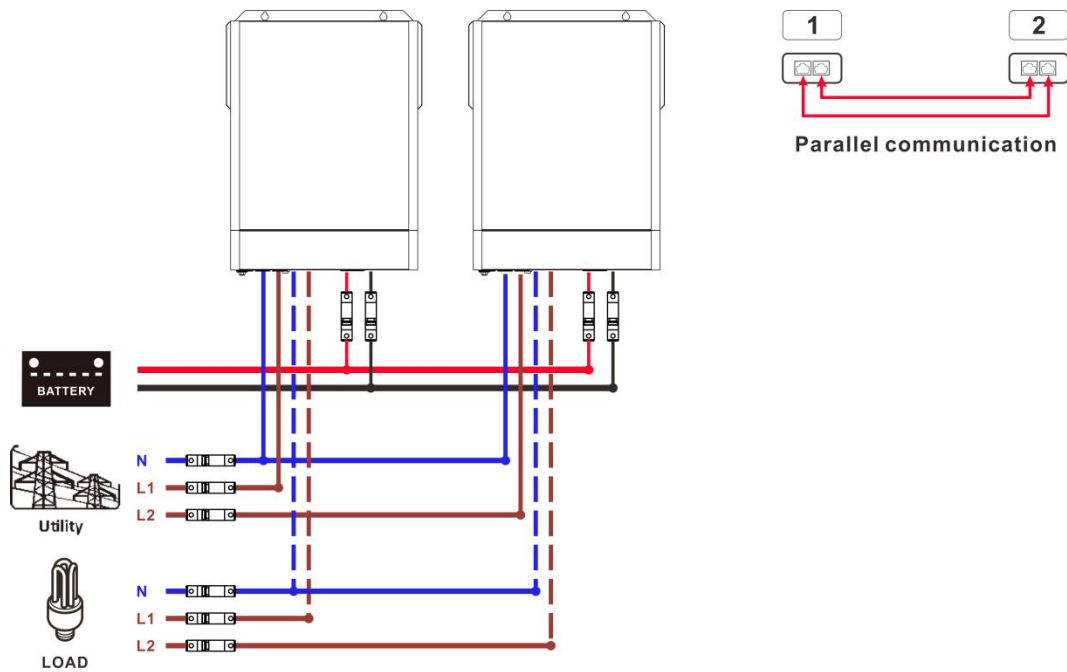 1 2
Parallel communication
BATTERY
N
L1
L2
Utility
N
L1
L2
LOAD